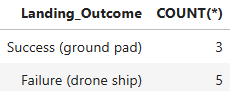 Landing_Outcome COUNT(*)
Success (ground pad) 3
Failure (drone ship) 5